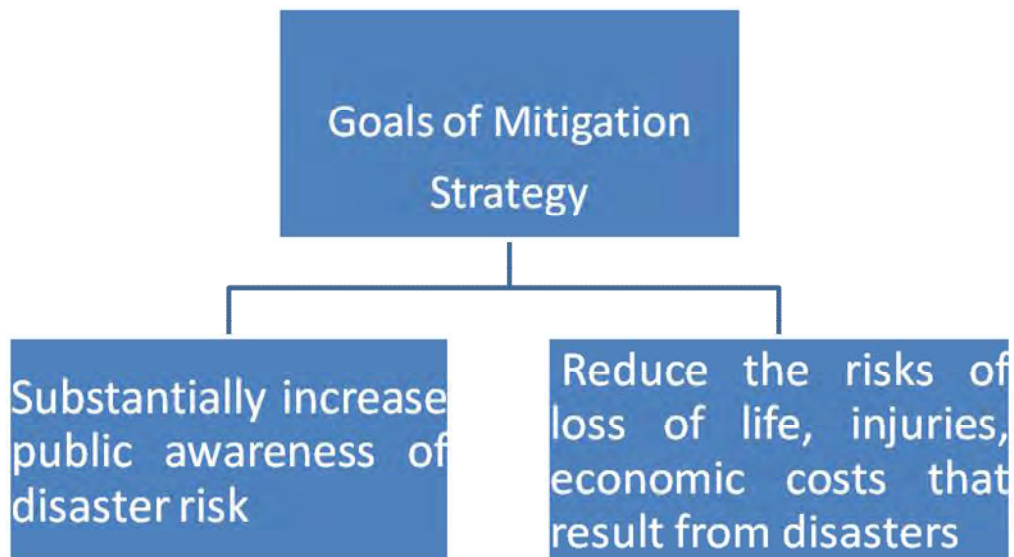 Goals of Mitigation
Strategy
Substantially increase
public awareness of
disaster risk
Reduce the risks of
loss of life, injuries,
economic costs that
result from disasters